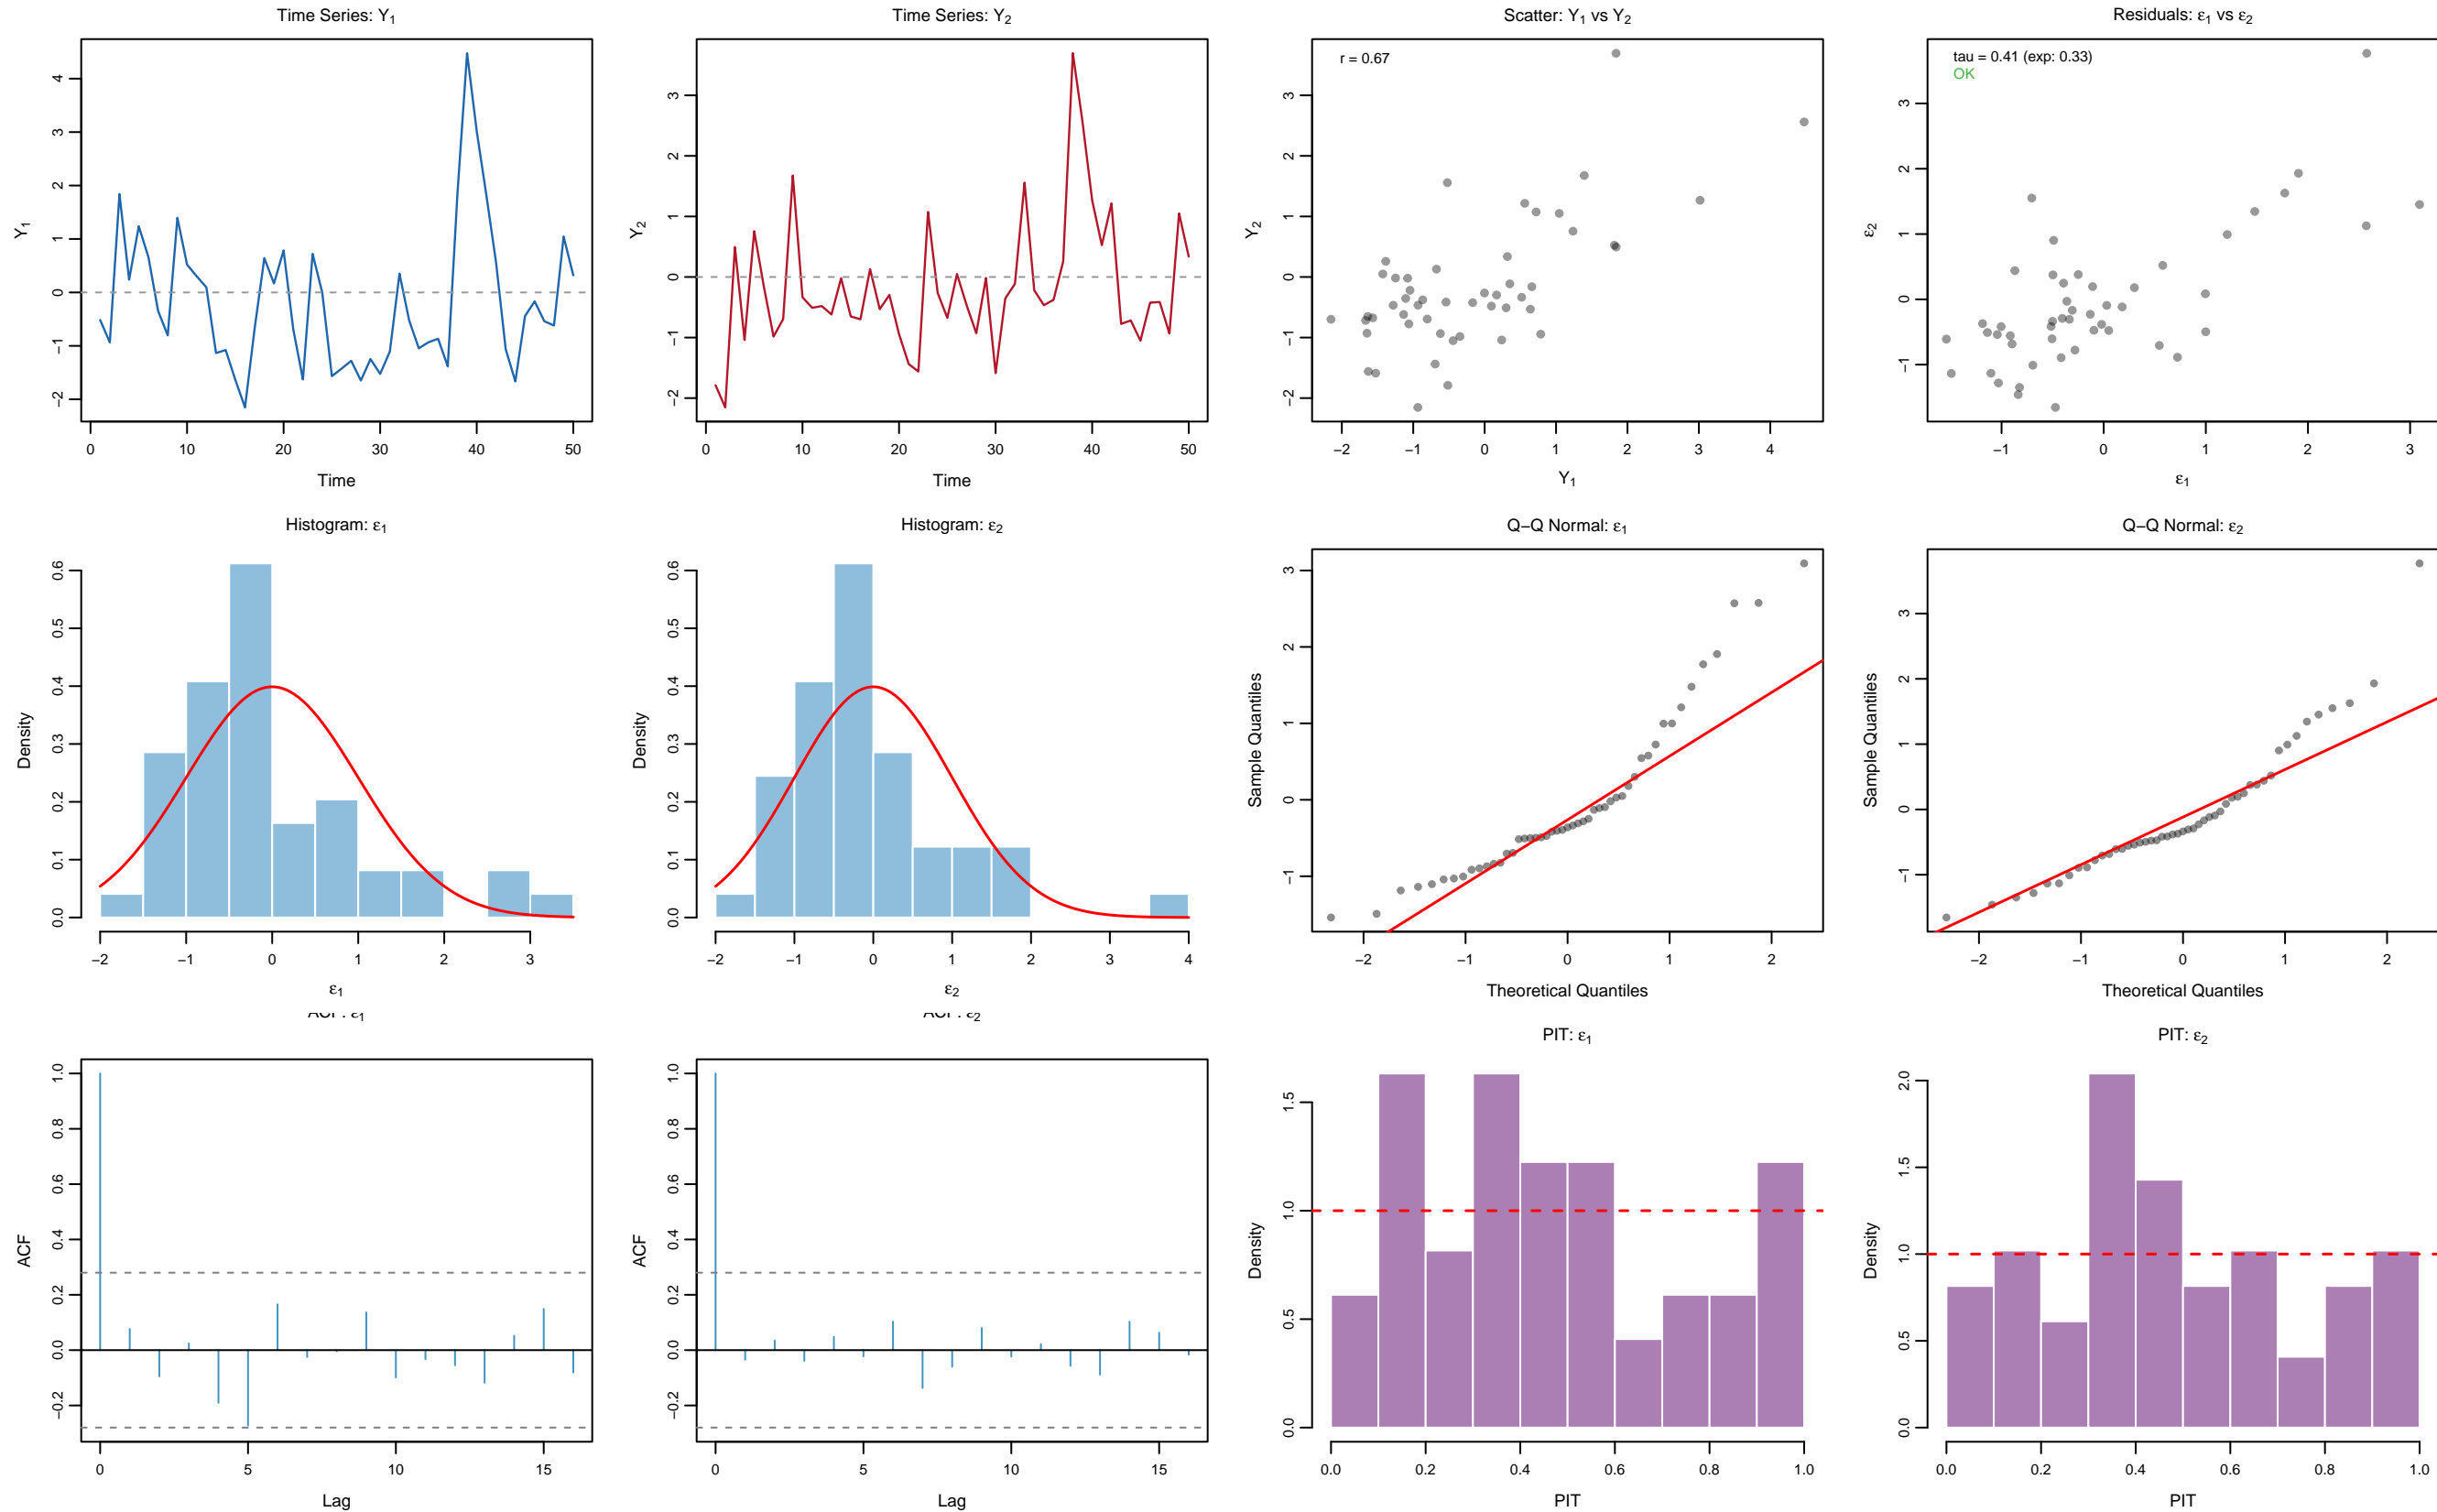 Time Series: Y1
Y1
−2 −1 0 1 2 3 4
0 10 20 30 40 50
Time
Time Series: Y2
Y2
−2 −1 0 1 2 3
0 10 20 30 40 50
Time
Scatter: Y1 vs Y2
r = 0.67
Y2
−2 −1 0 1 2 3
−2 −1 0 1 2 3 4
Y1
Residuals: ε1 vs ε2
tau = 0.41 (exp: 0.33)
OK
ε2
−1 0 1 2 3
−1 0 1 2 3
ε1
Histogram: ε1
Density
0.0 0.1 0.2 0.3 0.4 0.5 0.6
−2 −1 0 1 2 3
ε1
Histogram: ε2
Density
0.0 0.1 0.2 0.3 0.4 0.5 0.6
−2 −1 0 1 2 3 4
ε2
Q−Q Normal: ε1
Sample Quantiles
−1 0 1 2 3
−2 −1 0 1 2
Theoretical Quantiles
Q−Q Normal: ε2
Sample Quantiles
−1 0 1 2 3
−2 −1 0 1 2
Theoretical Quantiles
ACF: ε1
ACF
−0.2 0.0 0.2 0.4 0.6 0.8 1.0
0 5 10 15
Lag
ACF: ε2
ACF
−0.2 0.0 0.2 0.4 0.6 0.8 1.0
0 5 10 15
Lag
PIT: ε1
Density
0.0 0.5 1.0 1.5
0.0 0.2 0.4 0.6 0.8 1.0
PIT
PIT: ε2
Density
0.0 0.5 1.0 1.5 2.0
0.0 0.2 0.4 0.6 0.8 1.0
PIT